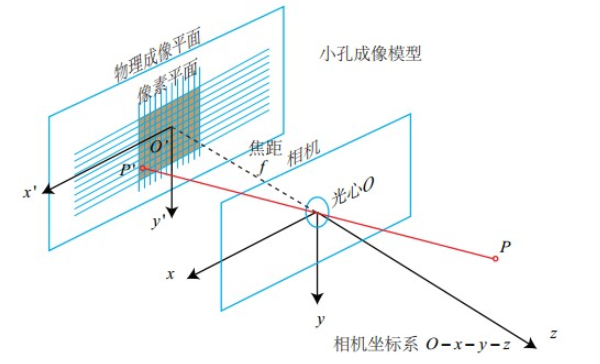 小孔成像模型
物理成像平面
像素平面
O'
P'
x'
y'
焦距
f
相机
光心O
P
x
y
z
相机坐标系 O-x-y-z